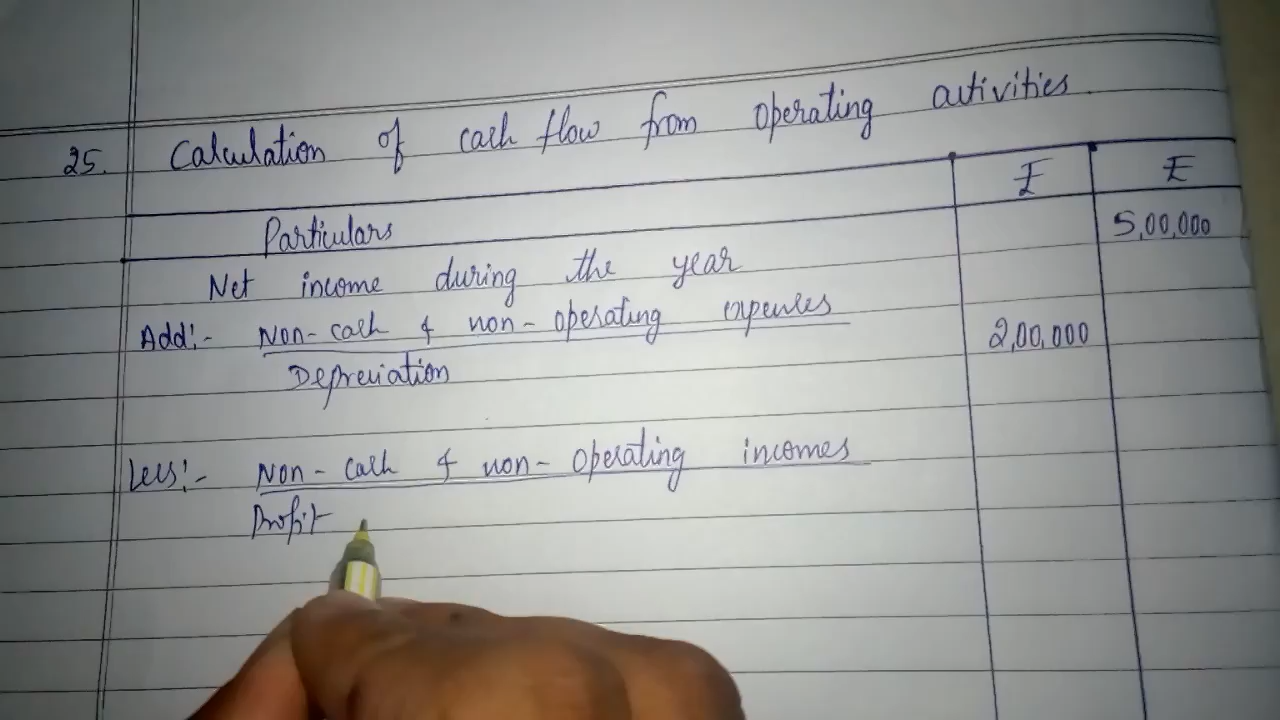 25. Calculation of cash flow from operating activities
Particulars ₤ ₤
Net income during the year 5,00,000
Add:- Non-cash & non-operating expenses
Depreciation 2,00,000
Less:- Non-cash & non-operating incomes
Profit